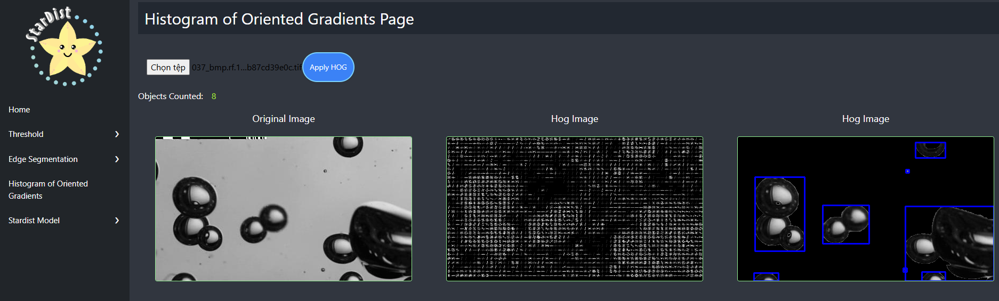 StarDist
Histogram of Oriented Gradients Page
Chọn tệp 037_bmp.rf.1...b87cd39e0c.tif Apply HOG
Objects Counted: 8
Home
Threshold
Edge Segmentation
Histogram of Oriented
Gradients
Stardist Model
Original Image
Hog Image
Hog Image